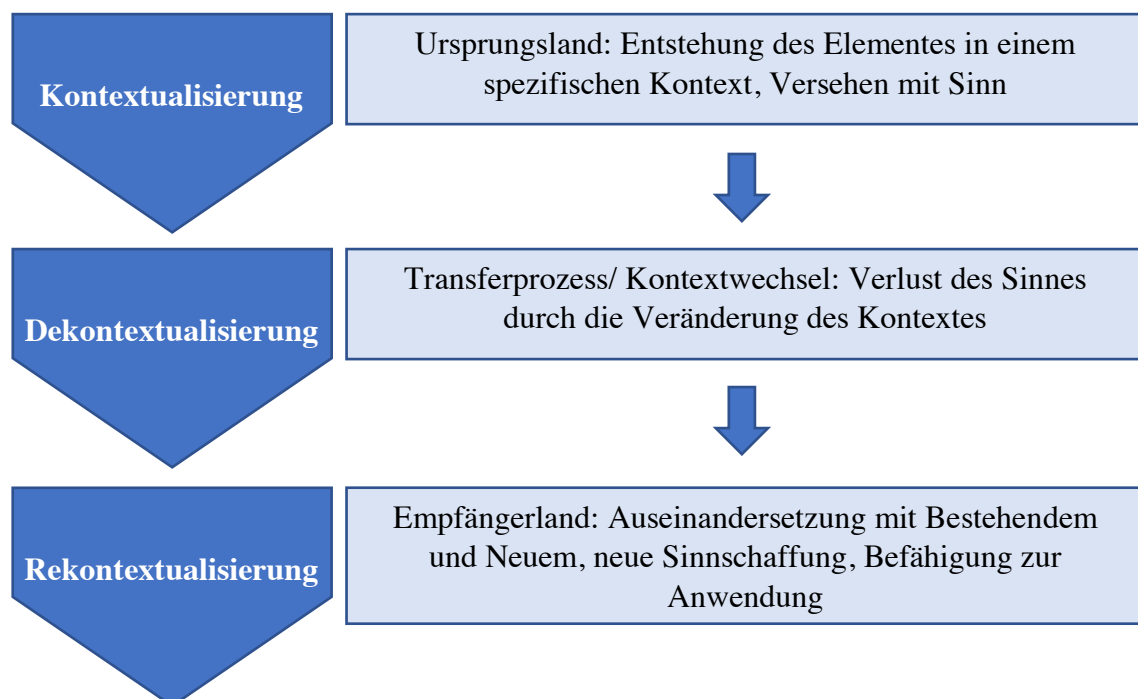 Kontextualisierung
Ursprungsland: Entstehung des Elementes in einem
spezifischen Kontext, Versehen mit Sinn
Dekontextualisierung
Transferprozess/ Kontextwechsel: Verlust des Sinnes
durch die Veränderung des Kontextes
Rekontextualisierung
Empfängerland: Auseinandersetzung mit Bestehendem
und Neuem, neue Sinnschaffung, Befähigung zur
Anwendung